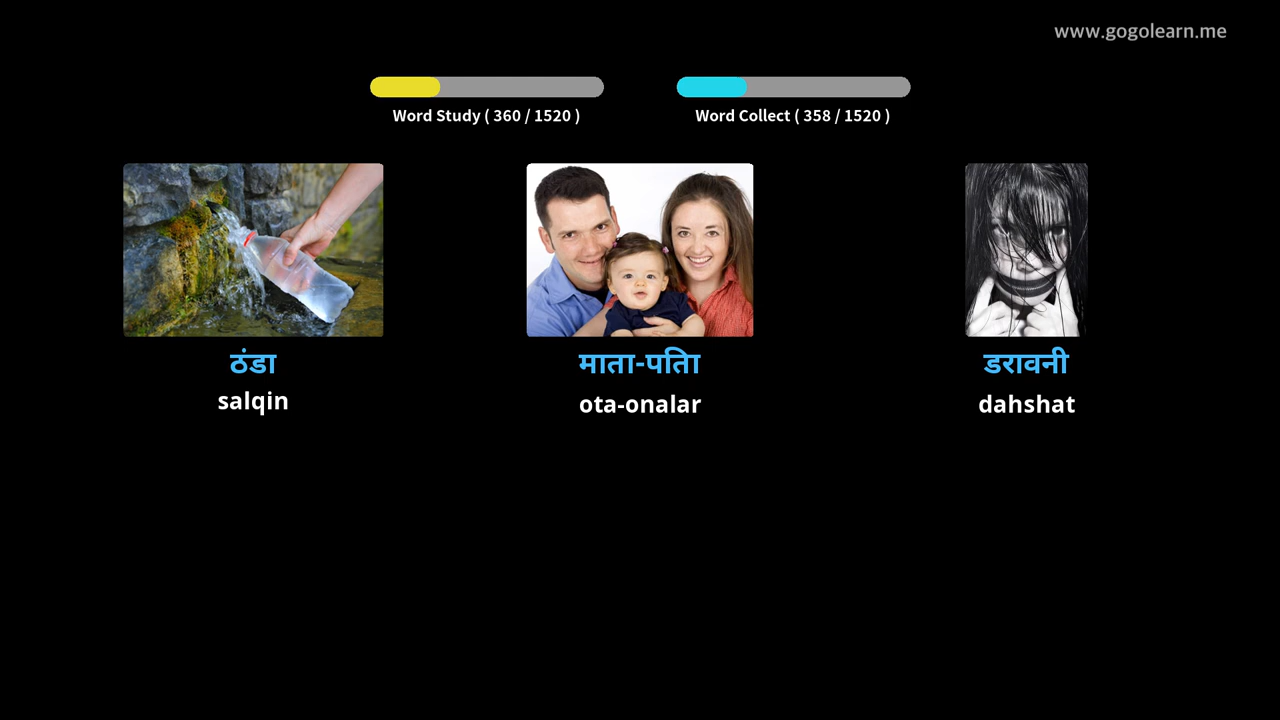 www.gogolearn.me
Word Study ( 360 / 1520 )
Word Collect ( 358 / 1520 )
ठंडा
माता-पिता
डरावनी
salqin
ota-onalar
dahshat